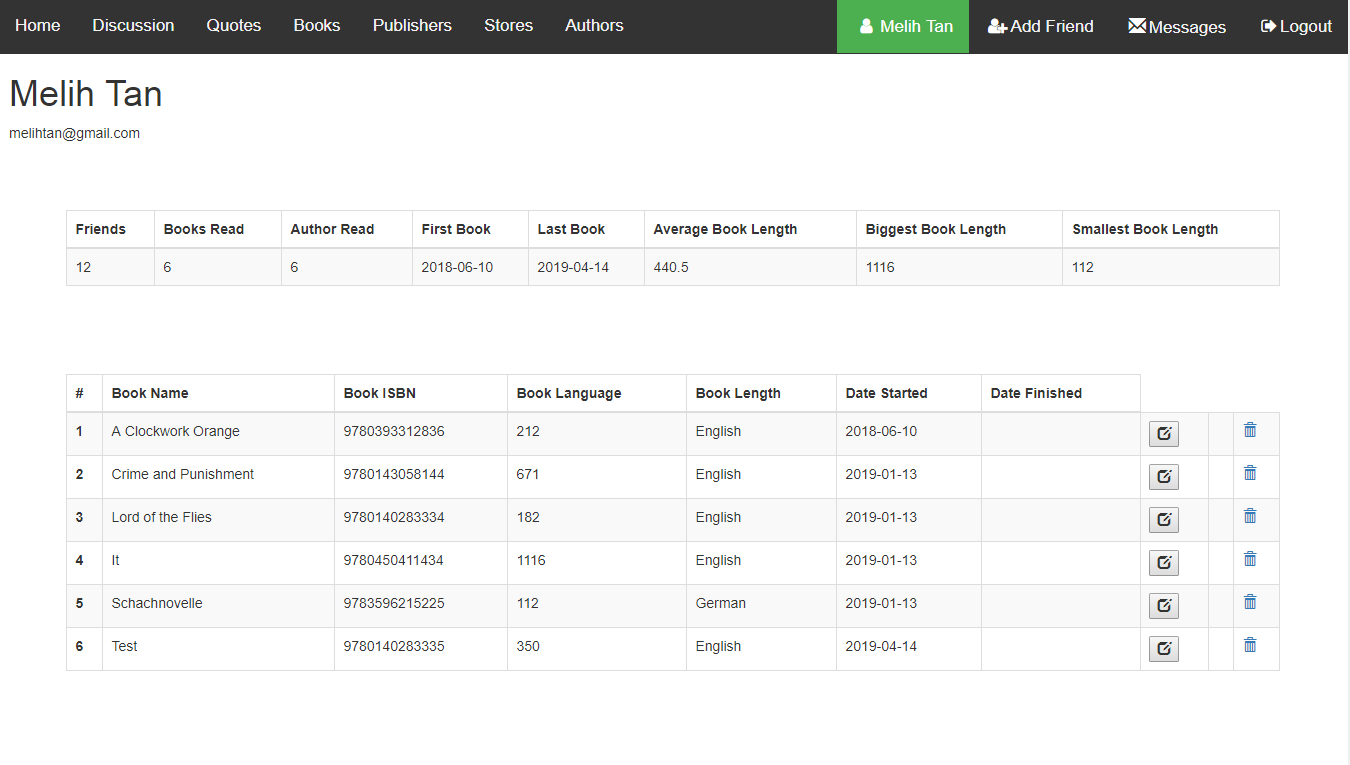 Home Discussion Quotes Books Publishers Stores Authors Melih Tan Add Friend Messages Logout
Melih Tan
melihtan@gmail.com
Friends Books Read Author Read First Book Last Book Average Book Length Biggest Book Length Smallest Book Length
12 6 6 2018-06-10 2019-04-14 440.5 1116 112
# Book Name Book ISBN Book Language Book Length Date Started Date Finished
1 A Clockwork Orange 9780393312836 212 English 2018-06-10
2 Crime and Punishment 9780143058144 671 English 2019-01-13
3 Lord of the Flies 9780140283334 182 English 2019-01-13
4 It 9780450411434 1116 English 2019-01-13
5 Schachnovelle 9783596215225 112 German 2019-01-13
6 Test 9780140283335 350 English 2019-04-14